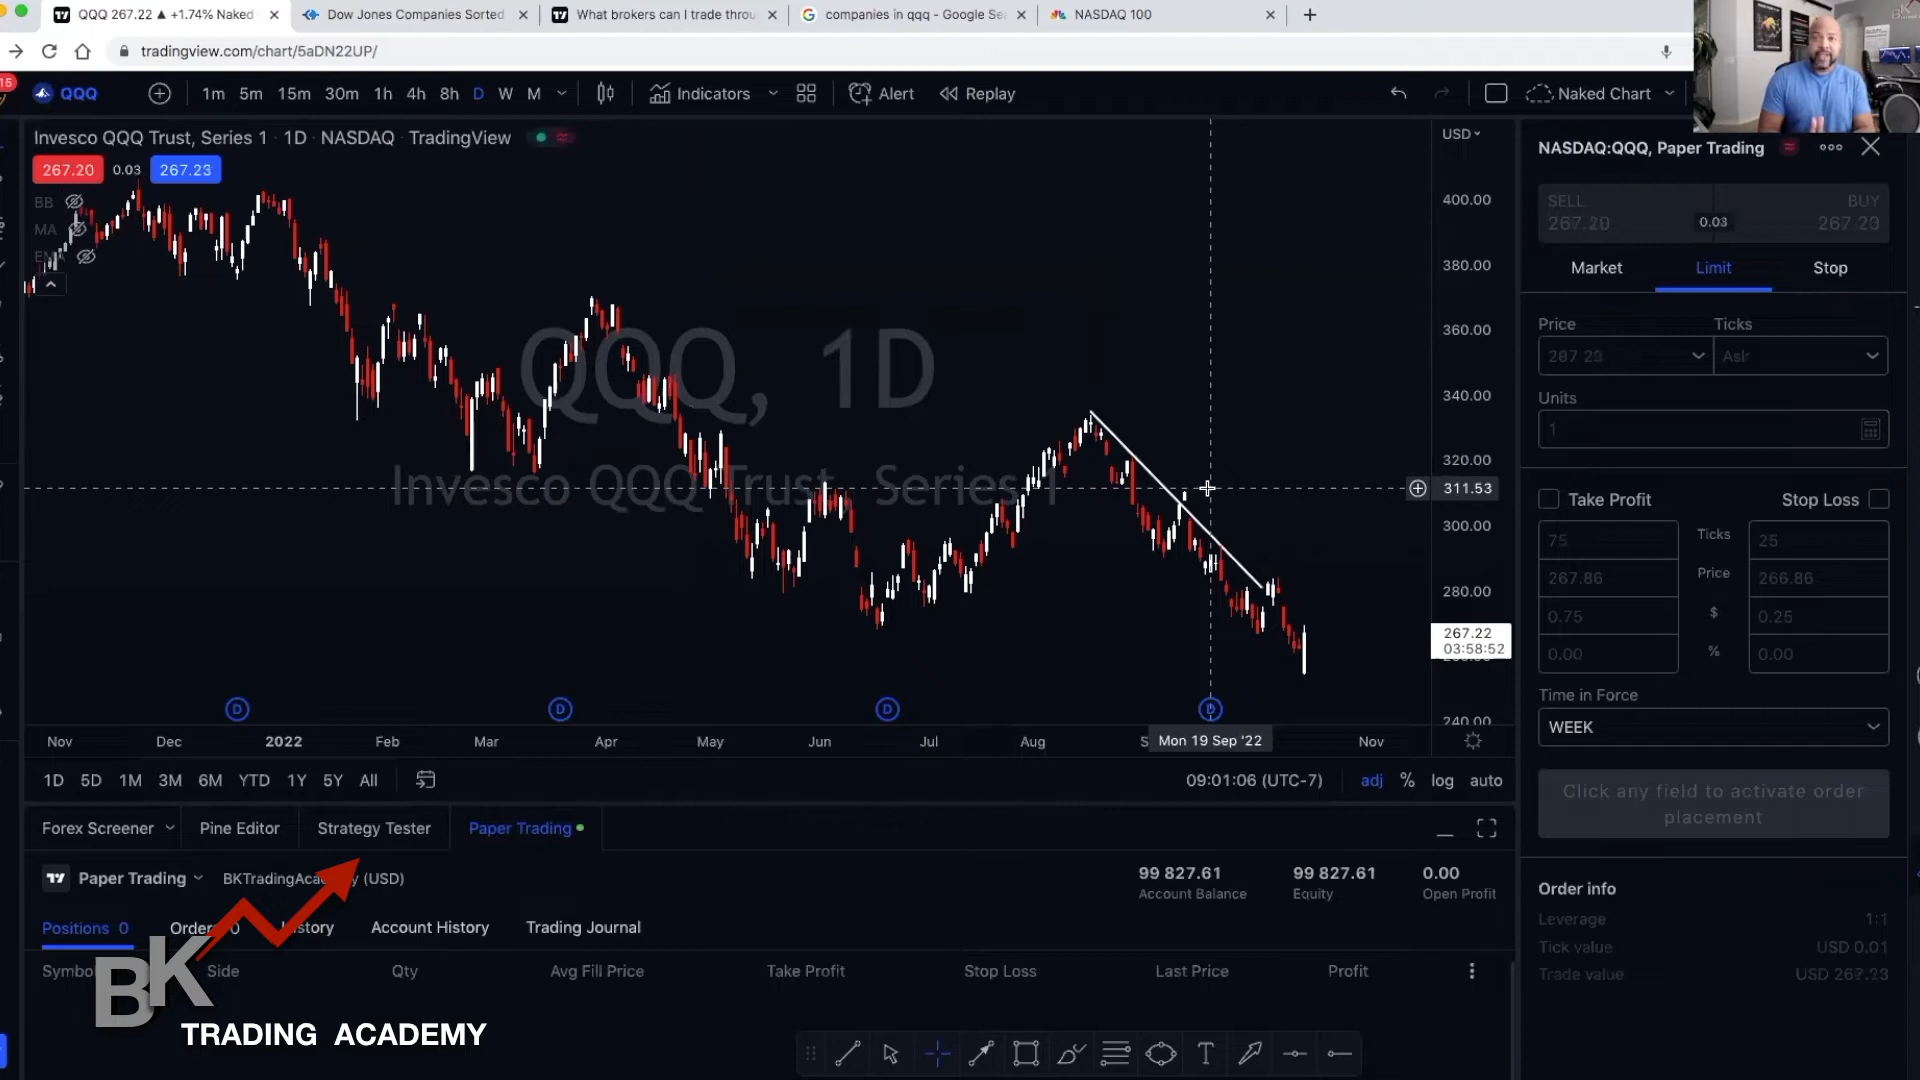 QQQ 267.22 ▲ +1.74% Naked
Dow Jones Companies Sorted
What brokers can I trade throu
companies in qqq - Google Se
NASDAQ 100
tradingview.com/chart/5aDN22UP/
15
QQQ
1m 5m 15m 30m 1h 4h 8h D W M
Indicators
Alert
Replay
Naked Chart
Invesco QQQ Trust, Series 1 · 1D · NASDAQ · TradingView
267.20 0.03 267.23
BB
MA
QQQ, 1D
Invesco QQQ Trust, Series 1
USD
400.00
380.00
360.00
340.00
320.00
311.53
300.00
280.00
267.22
03:58:52
240.00
D D D D
Nov Dec 2022 Feb Mar Apr May Jun Jul Aug Mon 19 Sep '22 Nov
1D 5D 1M 3M 6M YTD 1Y 5Y All
09:01:06 (UTC-7) adj % log auto
NASDAQ:QQQ, Paper Trading
SELL BUY
267.20 0.03 267.23
Market Limit Stop
Price Ticks
Units
1
Take Profit Stop Loss
75 Ticks 25
267.86 Price 266.86
0.75 $ 0.25
0.00 % 0.00
Time in Force
WEEK
Click any field to activate order
placement
Order info
Leverage 1:1
Tick value USD 0.01
Trade value USD 267.23
Forex Screener Pine Editor Strategy Tester Paper Trading
Paper Trading (USD)
99 827.61 99 827.61 0.00
Account Balance Equity Open Profit
Positions 0 Account History Trading Journal
Side Qty Avg Fill Price Take Profit Stop Loss Last Price Profit
BK
TRADING ACADEMY